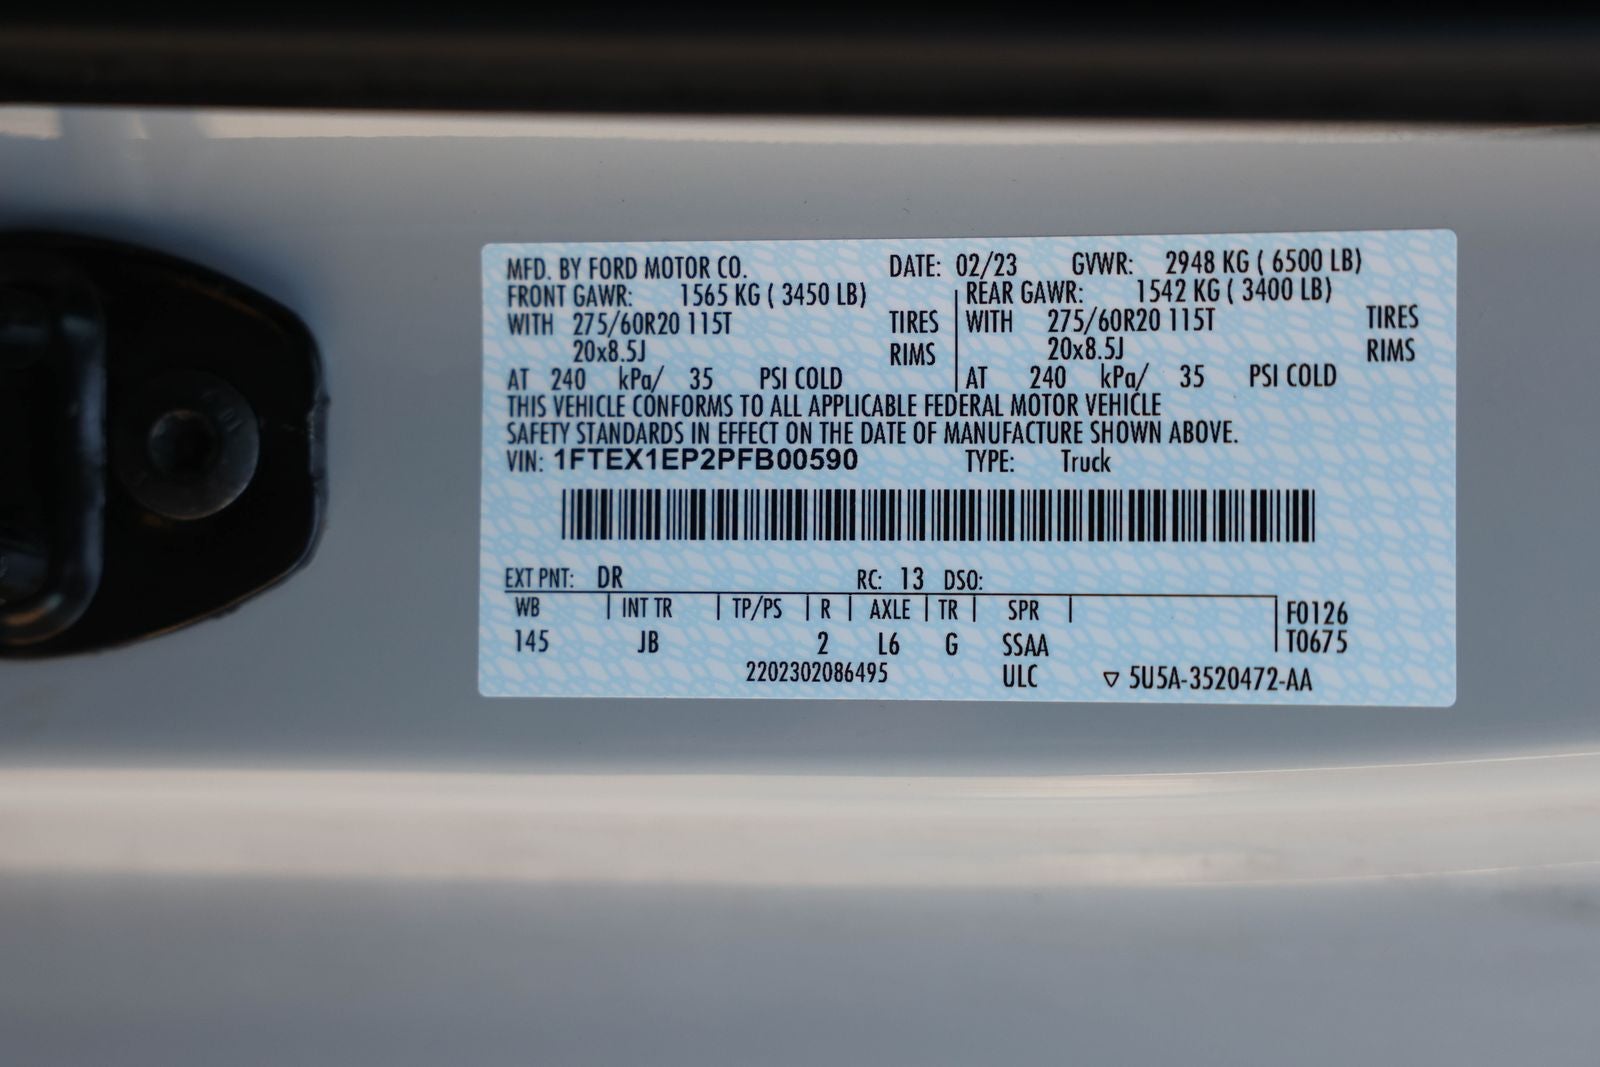 MFD. BY FORD MOTOR CO. DATE: 02/23 GVWR: 2948 KG ( 6500 LB)
FRONT GAWR: 1565 KG ( 3450 LB) REAR GAWR: 1542 KG ( 3400 LB)
WITH 275/60R20 115T TIRES WITH 275/60R20 115T TIRES
20x8.5J RIMS 20x8.5J RIMS
AT 240 kPa/ 35 PSI COLD AT 240 kPa/ 35 PSI COLD
THIS VEHICLE CONFORMS TO ALL APPLICABLE FEDERAL MOTOR VEHICLE
SAFETY STANDARDS IN EFFECT ON THE DATE OF MANUFACTURE SHOWN ABOVE.
VIN: 1FTEX1EP2PFB00590 TYPE: Truck
EXT PNT: DR RC: 13 DSO:
WB INT TR TP/PS R AXLE TR SPR F0126
145 JB 2 L6 G SSAA T0675
2202302086495 ULC ▽ 5U5A-3520472-AA